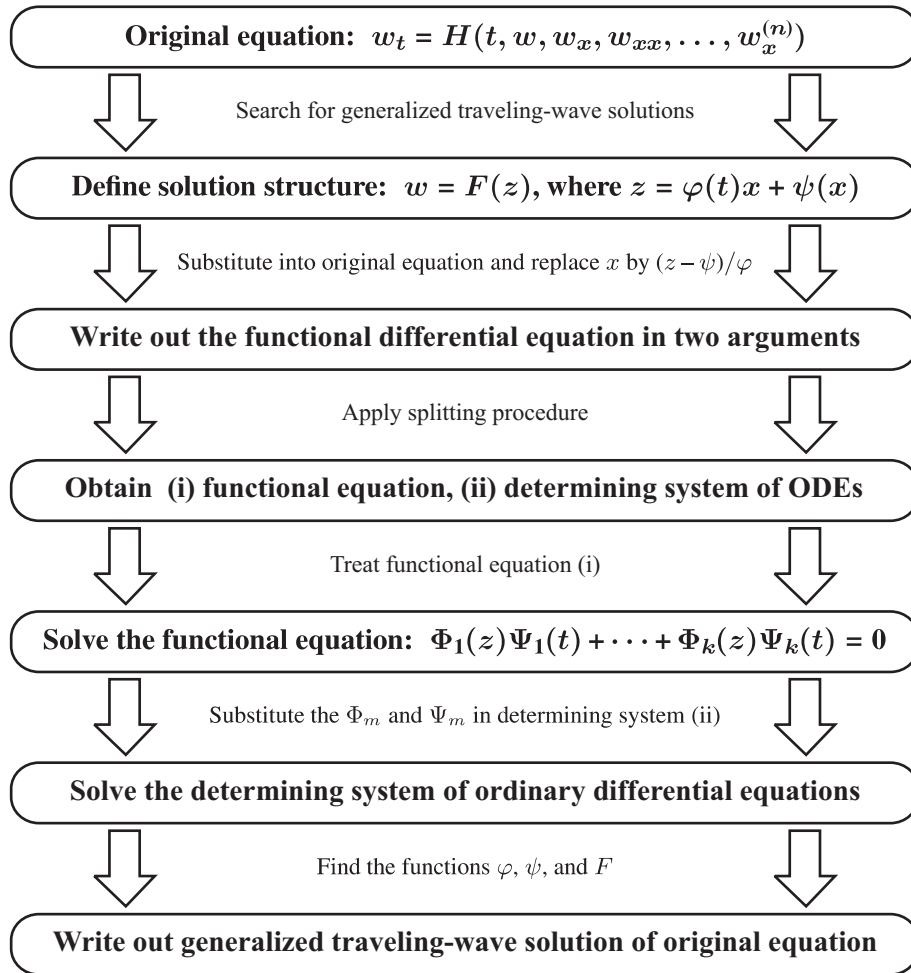 Original equation: w_t = H(t, w, w_x, w_{xx}, . . . , w_x^{(n)})
Search for generalized traveling-wave solutions
Define solution structure: w = F(z), where z = φ(t)x + ψ(x)
Substitute into original equation and replace x by (z – ψ)/φ
Write out the functional differential equation in two arguments
Apply splitting procedure
Obtain (i) functional equation, (ii) determining system of ODEs
Treat functional equation (i)
Solve the functional equation: Φ_1(z)Ψ_1(t) + · · · + Φ_k(z)Ψ_k(t) = 0
Substitute the Φ_m and Ψ_m in determining system (ii)
Solve the determining system of ordinary differential equations
Find the functions φ, ψ, and F
Write out generalized traveling-wave solution of original equation